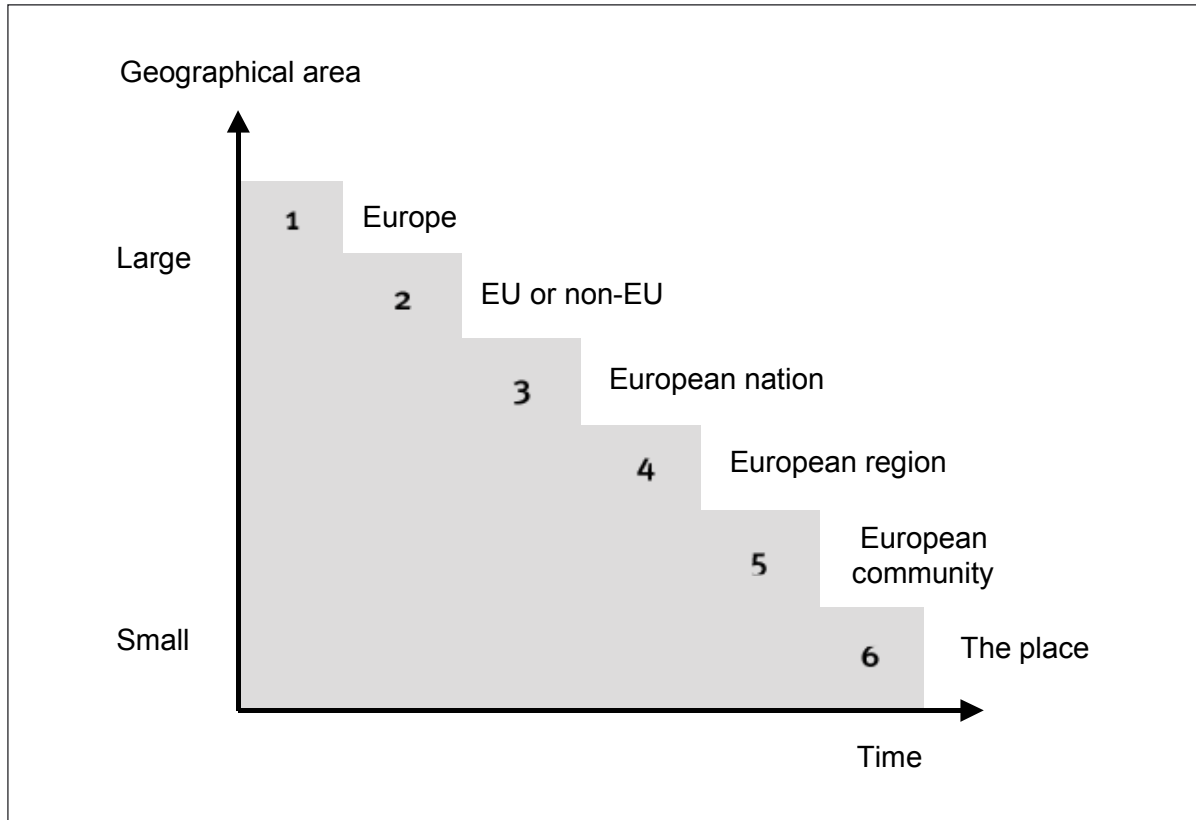 Geographical area
1
Europe
Large
2
EU or non-EU
3
European nation
4
European region
5
European
community
Small
6
The place
Time